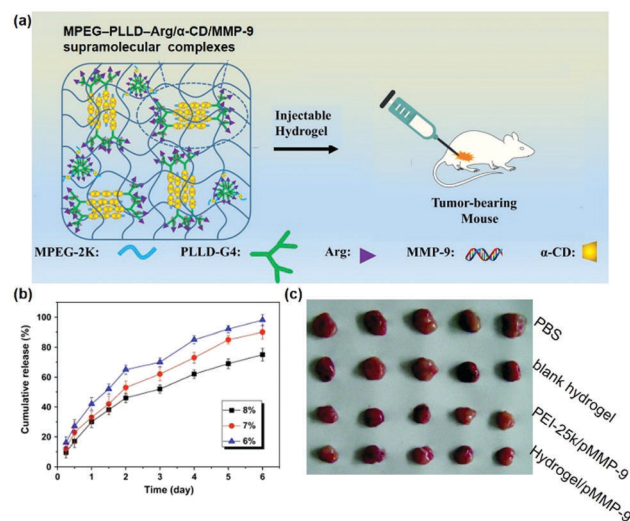 (a)
MPEG–PLLD–Arg/α-CD/MMP-9
supramolecular complexes
Injectable
Hydrogel
Tumor-bearing
Mouse
MPEG-2K:
PLLD-G4:
Arg:
MMP-9:
α-CD:
(b)
Cumulative release (%)
100
80
60
40
20
0
8%
7%
6%
0 1 2 3 4 5 6
Time (day)
(c)
PBS
blank hydrogel
PEI-25k/pMMP-9
Hydrogel/pMMP-9